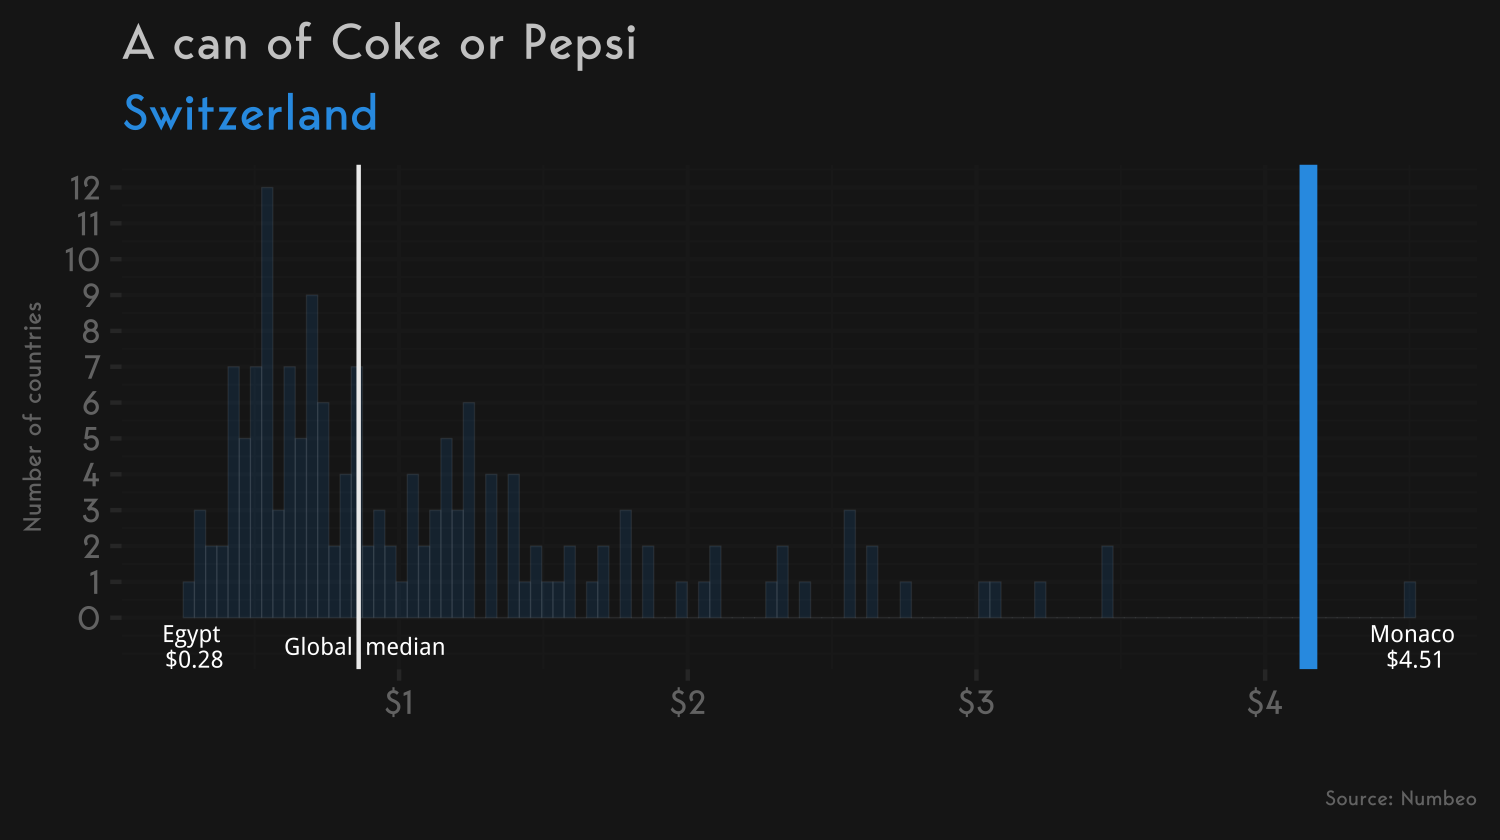 A can of Coke or Pepsi
Switzerland
Number of countries
12
11
10
9
8
7
6
5
4
3
2
1
0
Egypt
$0.28
Global median
Monaco
$4.51
$1 $2 $3 $4
Source: Numbeo